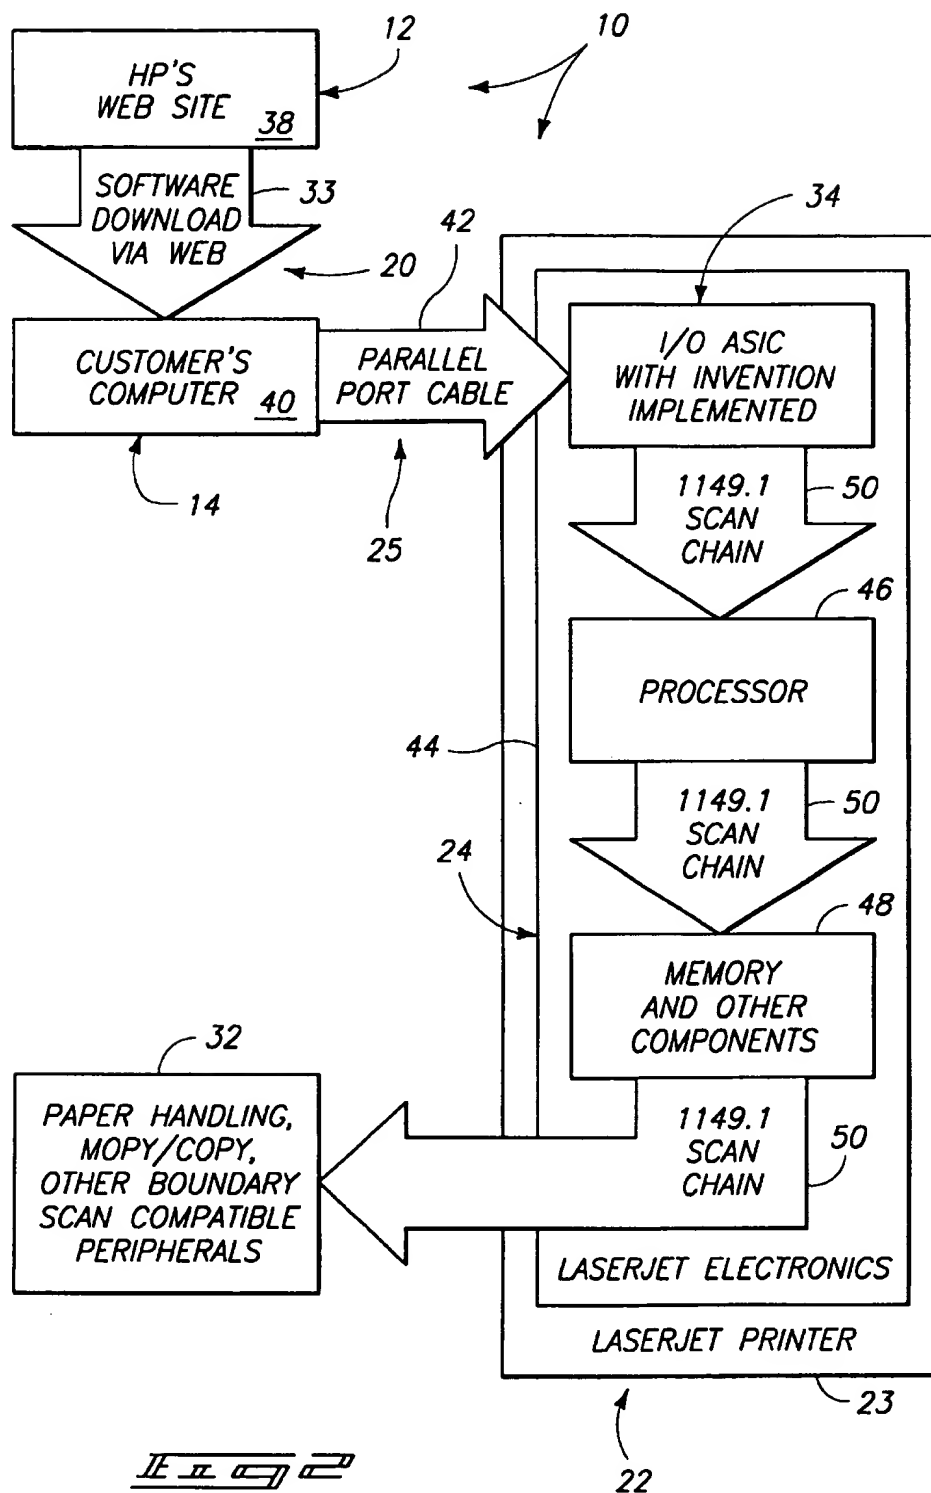 12
10
HP'S
WEB SITE
38
SOFTWARE
DOWNLOAD
VIA WEB
33
20
42
34
CUSTOMER'S
COMPUTER
40
PARALLEL
PORT CABLE
14
25
I/O ASIC
WITH INVENTION
IMPLEMENTED
1149.1
SCAN
CHAIN
50
46
PROCESSOR
44
1149.1
SCAN
CHAIN
50
24
48
MEMORY
AND OTHER
COMPONENTS
32
PAPER HANDLING,
MOPY/COPY,
OTHER BOUNDARY
SCAN COMPATIBLE
PERIPHERALS
1149.1
SCAN
CHAIN
50
LASERJET ELECTRONICS
LASERJET PRINTER
23
22
Fig 2